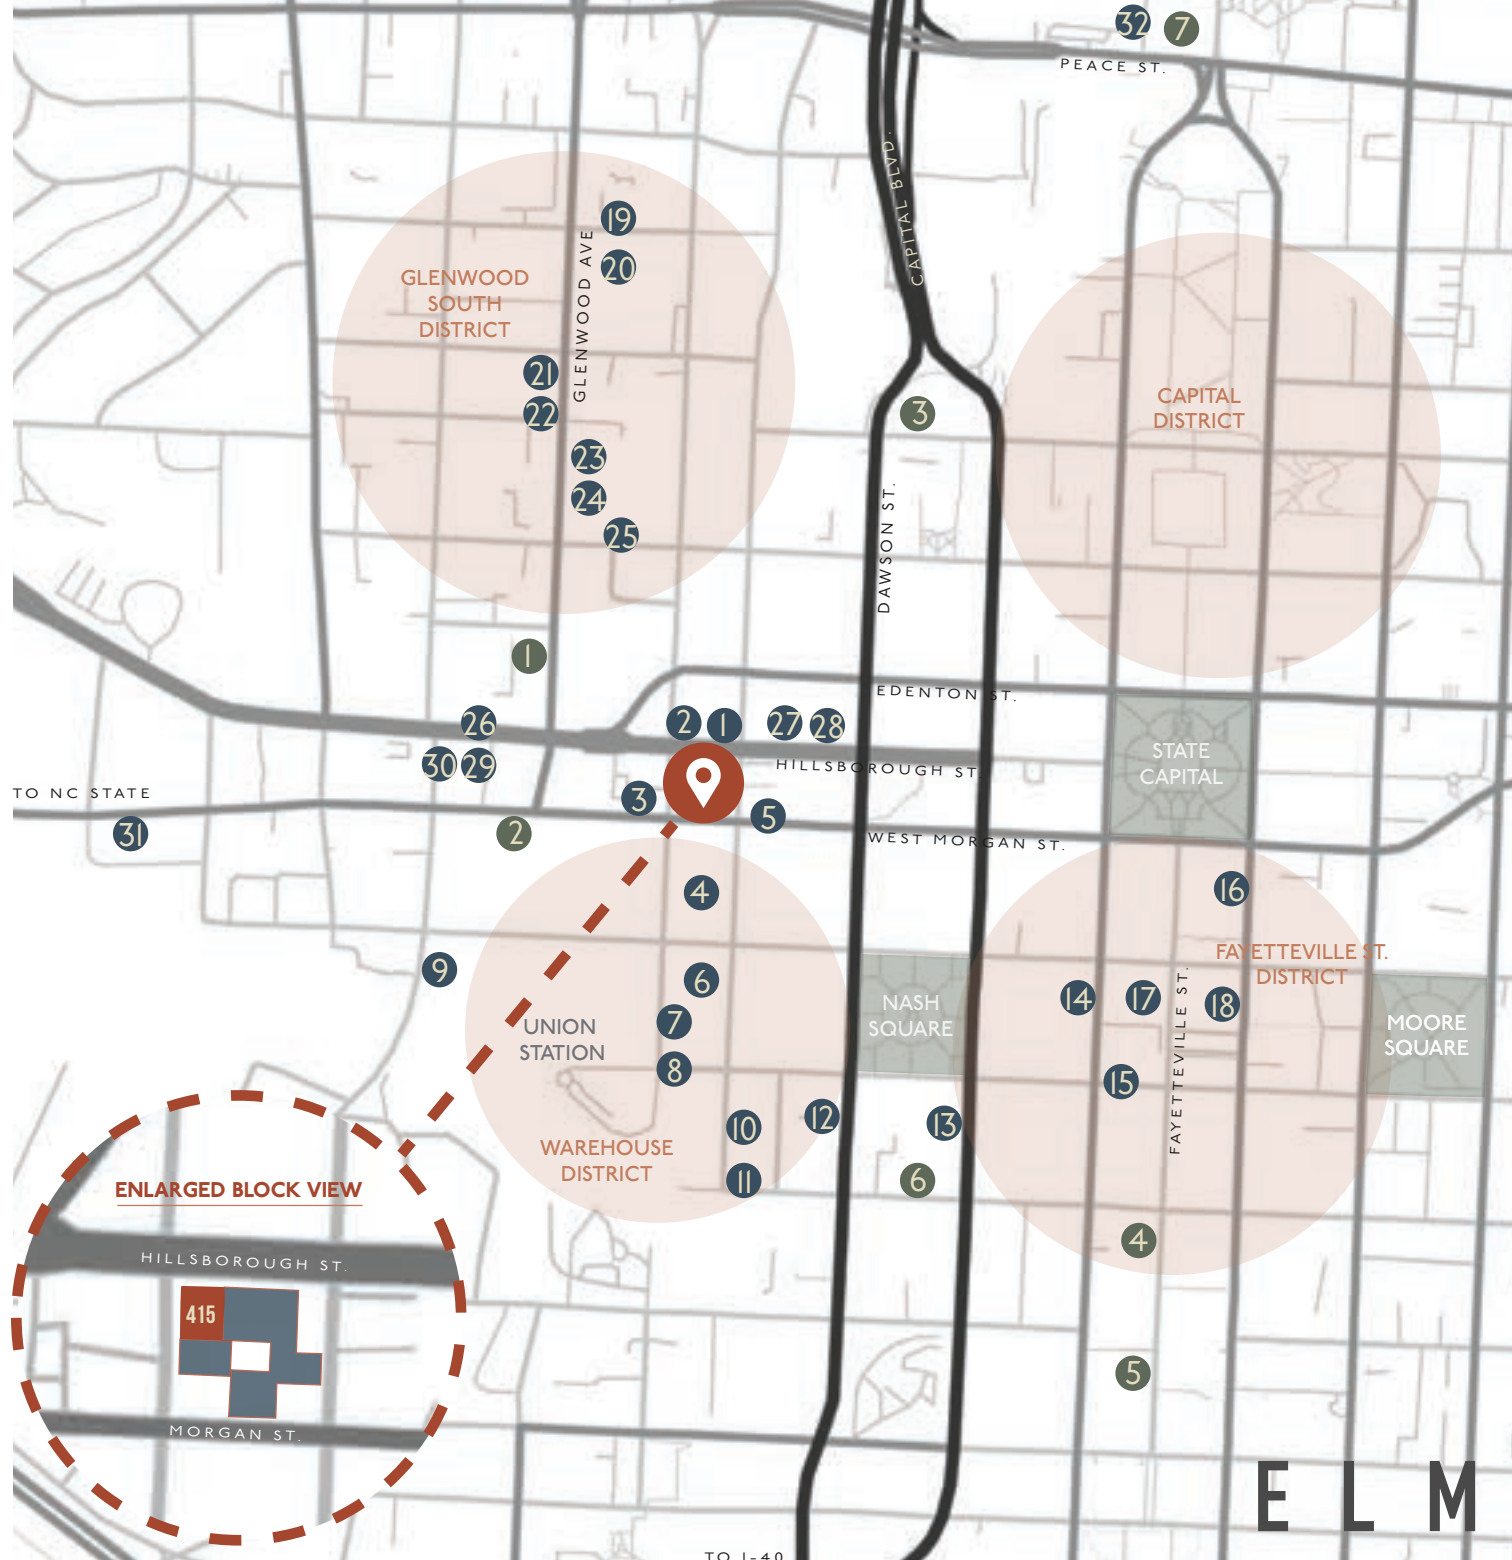 32
7
PEACE ST.
CAPITAL BLVD.
19
20
GLENWOOD
SOUTH
DISTRICT
GLENWOOD AVE
21
22
23
24
25
3
CAPITAL
DISTRICT
DAWSON ST.
1
EDENTON ST.
26
2
1
27
28
30
29
HILLSBOROUGH ST.
STATE
CAPITAL
TO NC STATE
31
2
3
5
WEST MORGAN ST.
4
16
9
6
7
8
UNION
STATION
NASH
SQUARE
FAYETTEVILLE ST.
DISTRICT
14
17
18
15
FAYETTEVILLE ST.
MOORE
SQUARE
10
11
12
13
6
WAREHOUSE
DISTRICT
4
5
ENLARGED BLOCK VIEW
HILLSBOROUGH ST.
415
MORGAN ST.
ELM
TO I-40